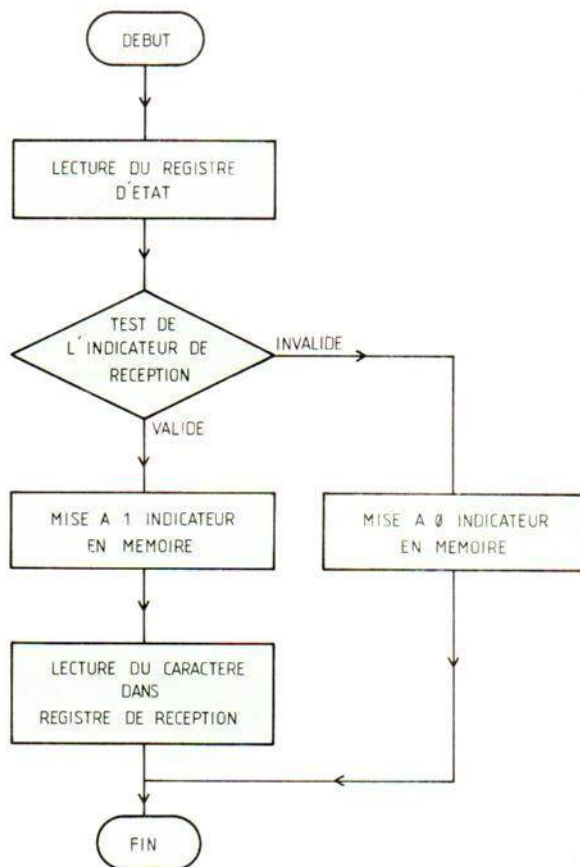 DEBUT
LECTURE DU REGISTRE
D'ETAT
TEST DE
L'INDICATEUR DE
RECEPTION
INVALIDE
VALIDE
MISE A 1 INDICATEUR
EN MEMOIRE
MISE A Ø INDICATEUR
EN MEMOIRE
LECTURE DU CARACTERE
DANS
REGISTRE DE RECEPTION
FIN